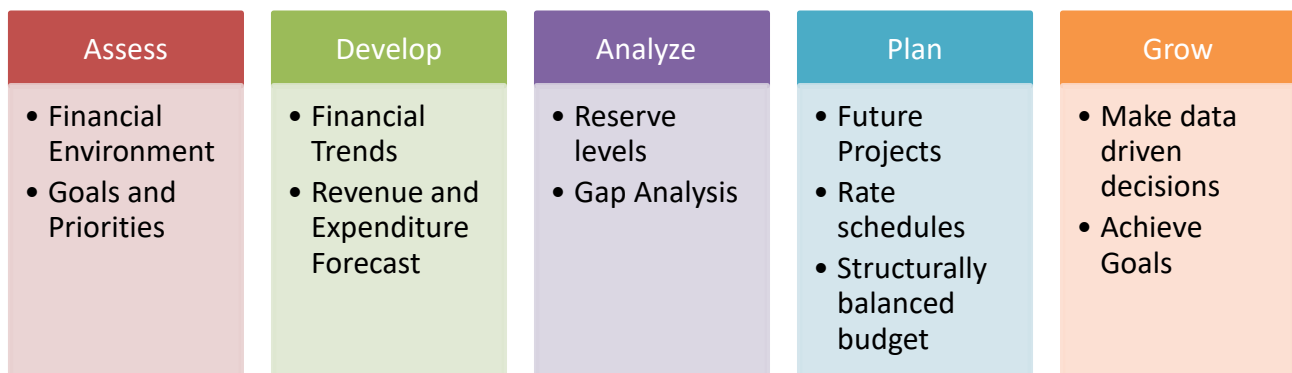 Assess
• Financial
Environment
• Goals and
Priorities
Develop
• Financial
Trends
• Revenue and
Expenditure
Forecast
Analyze
• Reserve
levels
• Gap Analysis
Plan
• Future
Projects
• Rate
schedules
• Structurally
balanced
budget
Grow
• Make data
driven
decisions
• Achieve
Goals